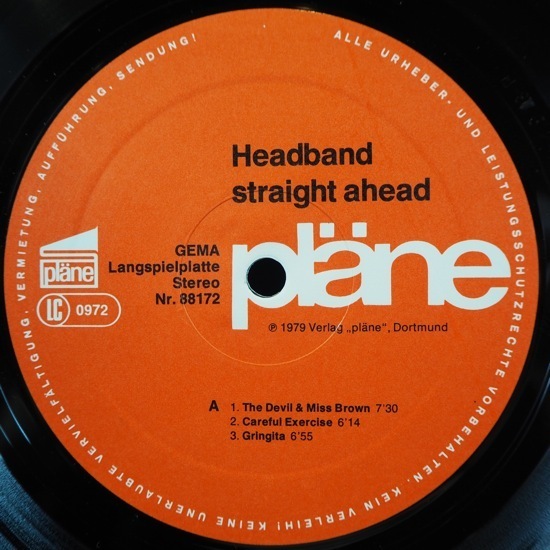 ALLE URHEBER- UND LEISTUNGSSCHUTZRECHTE VORBEHALTEN. KEIN VERLEIH! KEINE UNERLAUBTE VERVIELFÄLTIGUNG, VERMIETUNG, AUFFÜHRUNG, SENDUNG!
Headband
straight ahead
pläne
LC 0972
GEMA
Langspielplatte
Stereo
Nr. 88172
pläne
℗ 1979 Verlag „pläne", Dortmund
A 1. The Devil & Miss Brown 7'30
2. Careful Exercise 6'14
3. Gringita 6'55